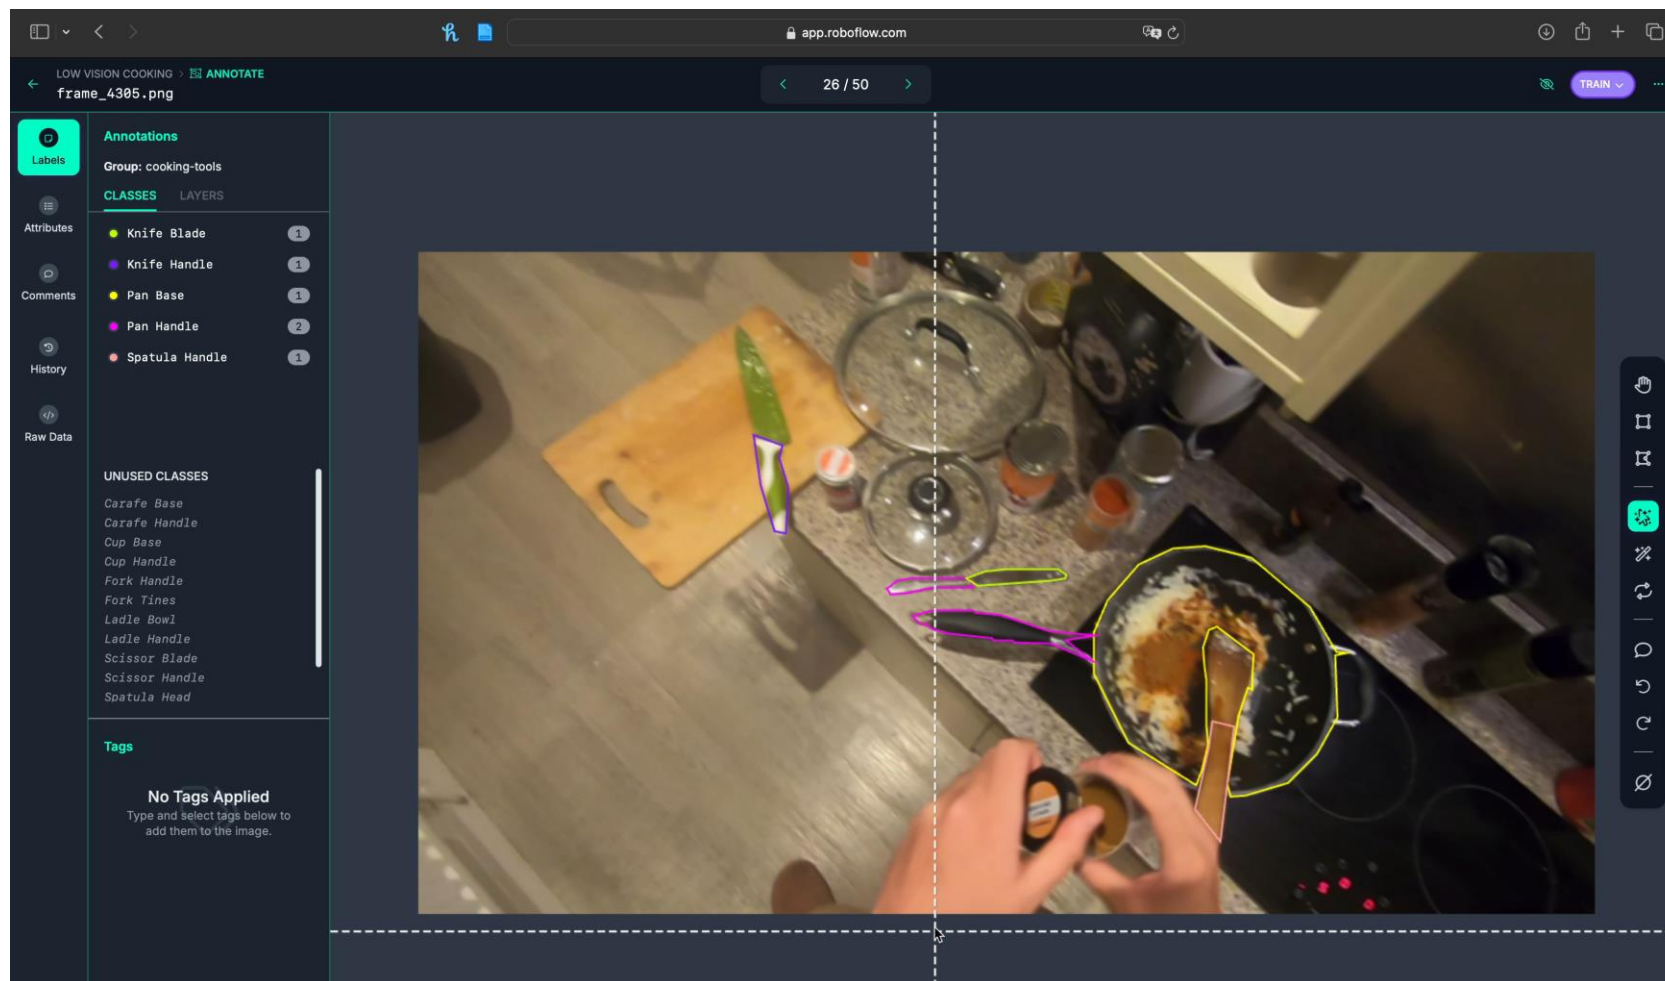 app.roboflow.com
LOW VISION COOKING > ANNOTATE
frame_4305.png
26 / 50
TRAIN
Labels
Attributes
Comments
History
Raw Data
Annotations
Group: cooking-tools
CLASSES LAYERS
Knife Blade 1
Knife Handle 1
Pan Base 1
Pan Handle 2
Spatula Handle 1
UNUSED CLASSES
Carafe Base
Carafe Handle
Cup Base
Cup Handle
Fork Handle
Fork Tines
Ladle Bowl
Ladle Handle
Scissor Blade
Scissor Handle
Spatula Head
Tags
No Tags Applied
Type and select tags below to
add them to the image.